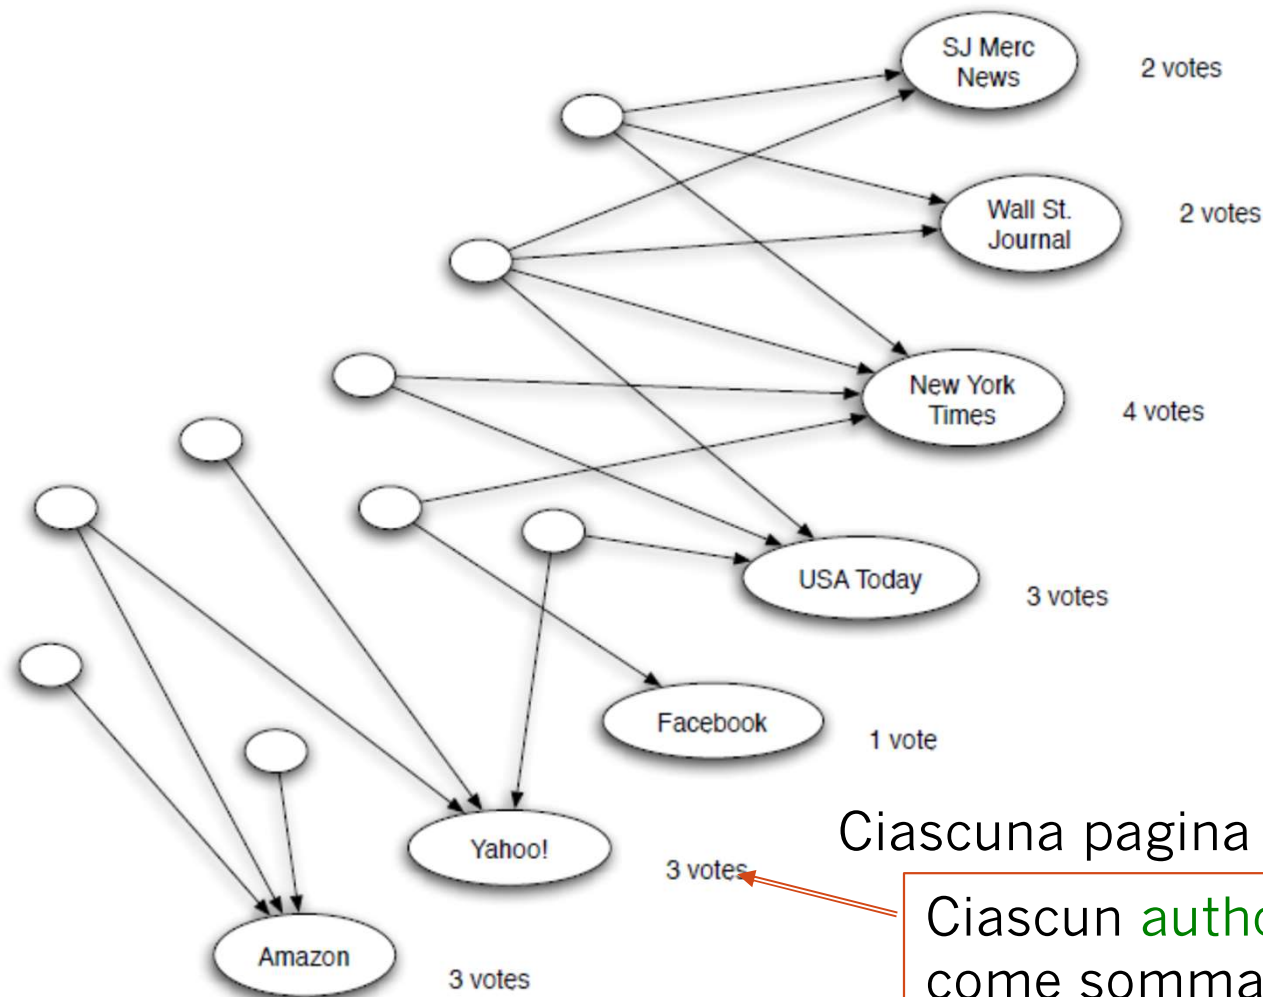 SJ Merc
News
2 votes
Wall St.
Journal
2 votes
New York
Times
4 votes
USA Today
3 votes
Facebook
1 vote
Yahoo!
3 votes
Amazon
3 votes
Ciascuna pagina
Ciascun autho
come somma